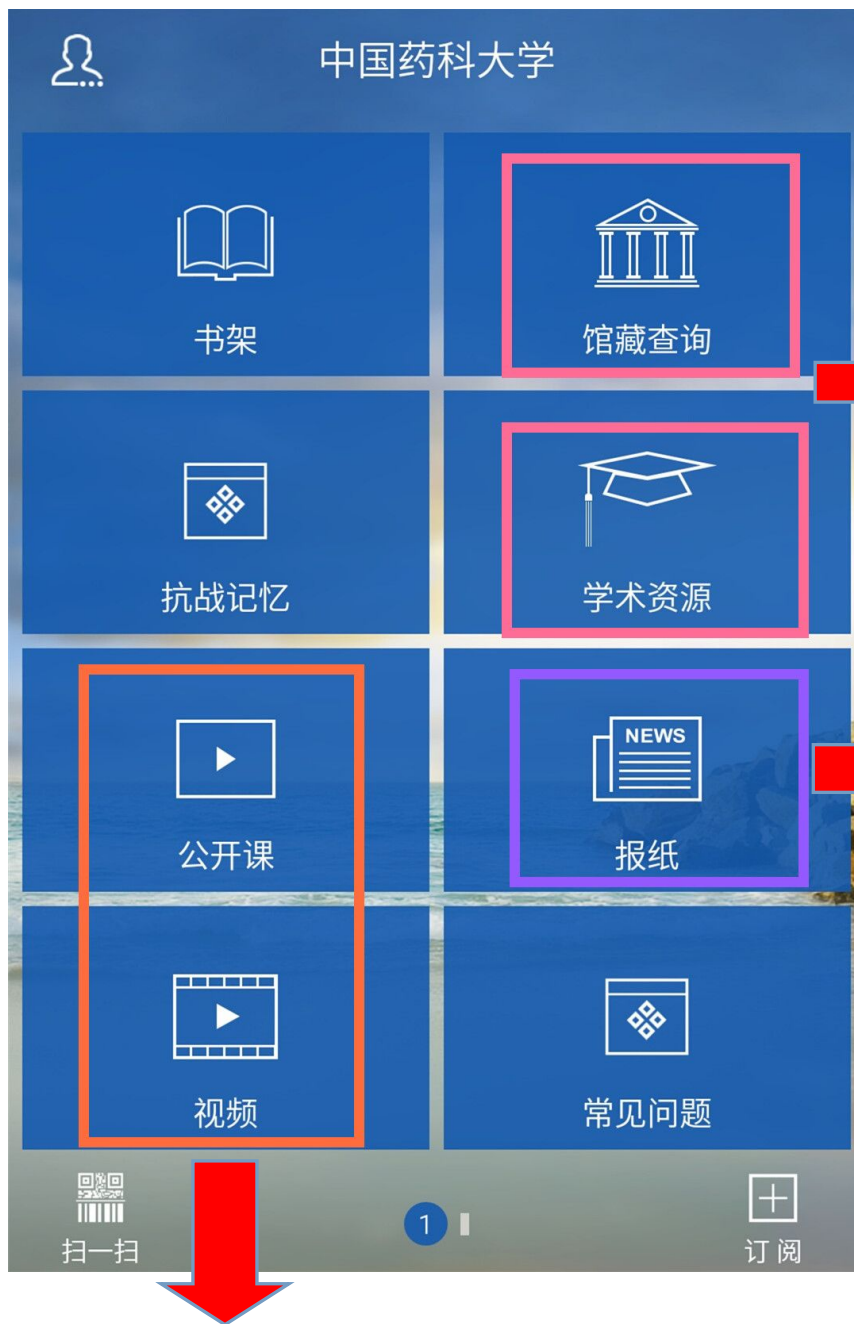 中国药科大学
书架
馆藏查询
抗战记忆
学术资源
NEWS
公开课
报纸
视频
常见问题
扫一扫
1
订阅